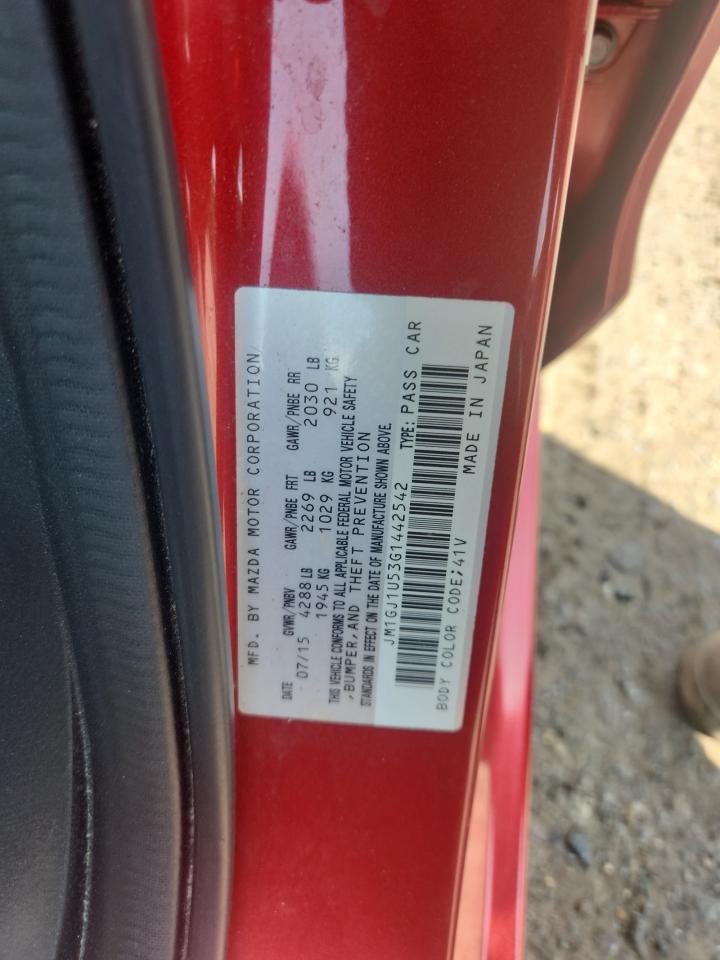 MFD. BY MAZDA MOTOR CORPORATION
DATE GVWR/PNBV GAWR/PNBE FRT GAWR/PNBE RR
07/15 4288 LB 2269 LB 2030 LB
1945 KG 1029 KG 921 KG
THIS VEHICLE CONFORMS TO ALL APPLICABLE FEDERAL MOTOR VEHICLE SAFETY
,BUMPER,AND THEFT PREVENTION
STANDARDS IN EFFECT ON THE DATE OF MANUFACTURE SHOWN ABOVE.
JM1GJ1U53G1442542 TYPE: PASS CAR
BODY COLOR CODE;41V MADE IN JAPAN